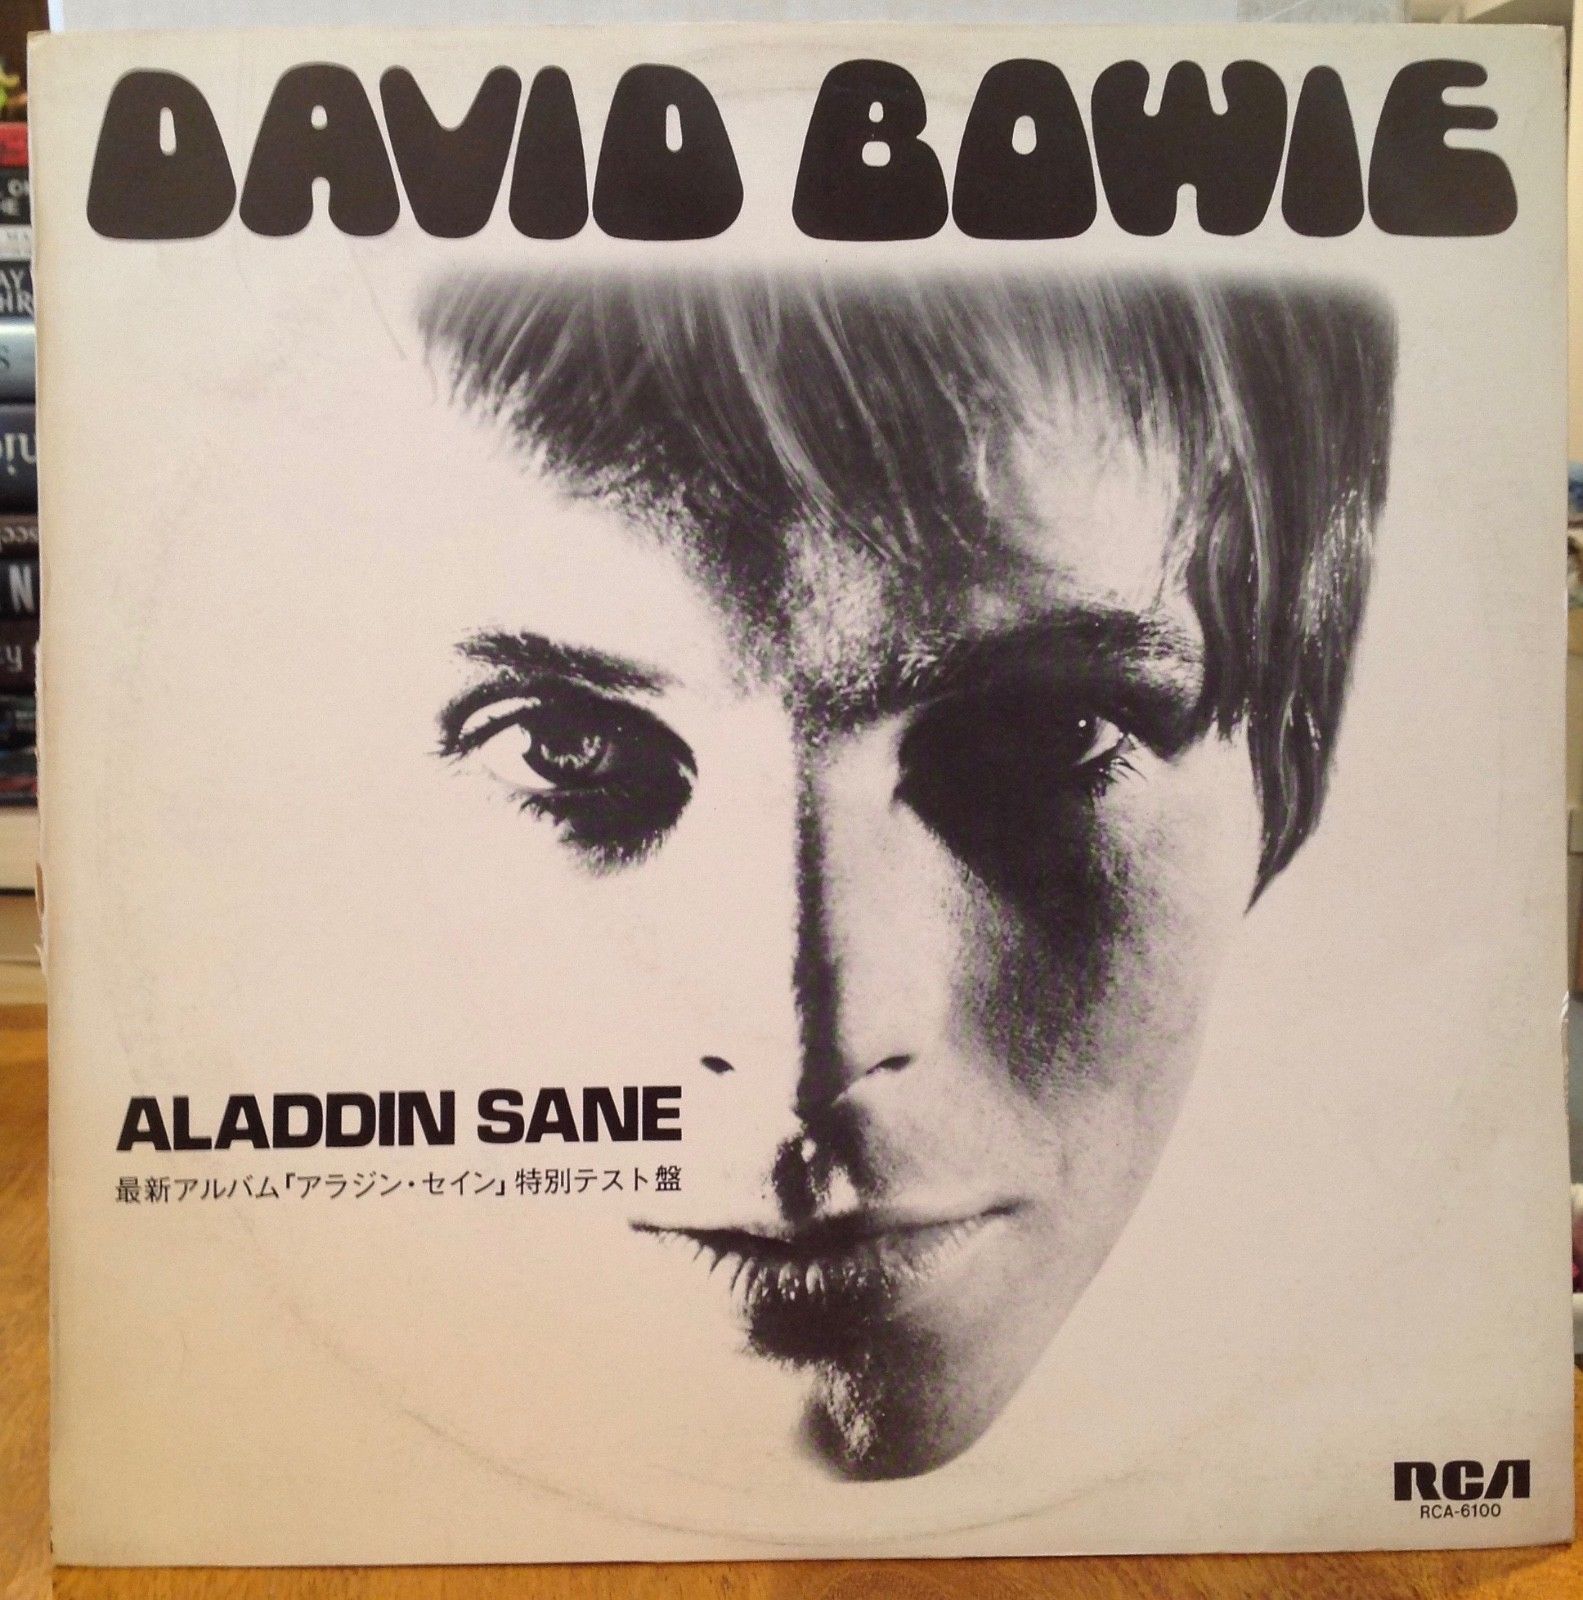 DAVID BOWIE
ALADDIN SANE
最新アルバム「アラジン・セイン」特別テスト盤
RCA
RCA-6100